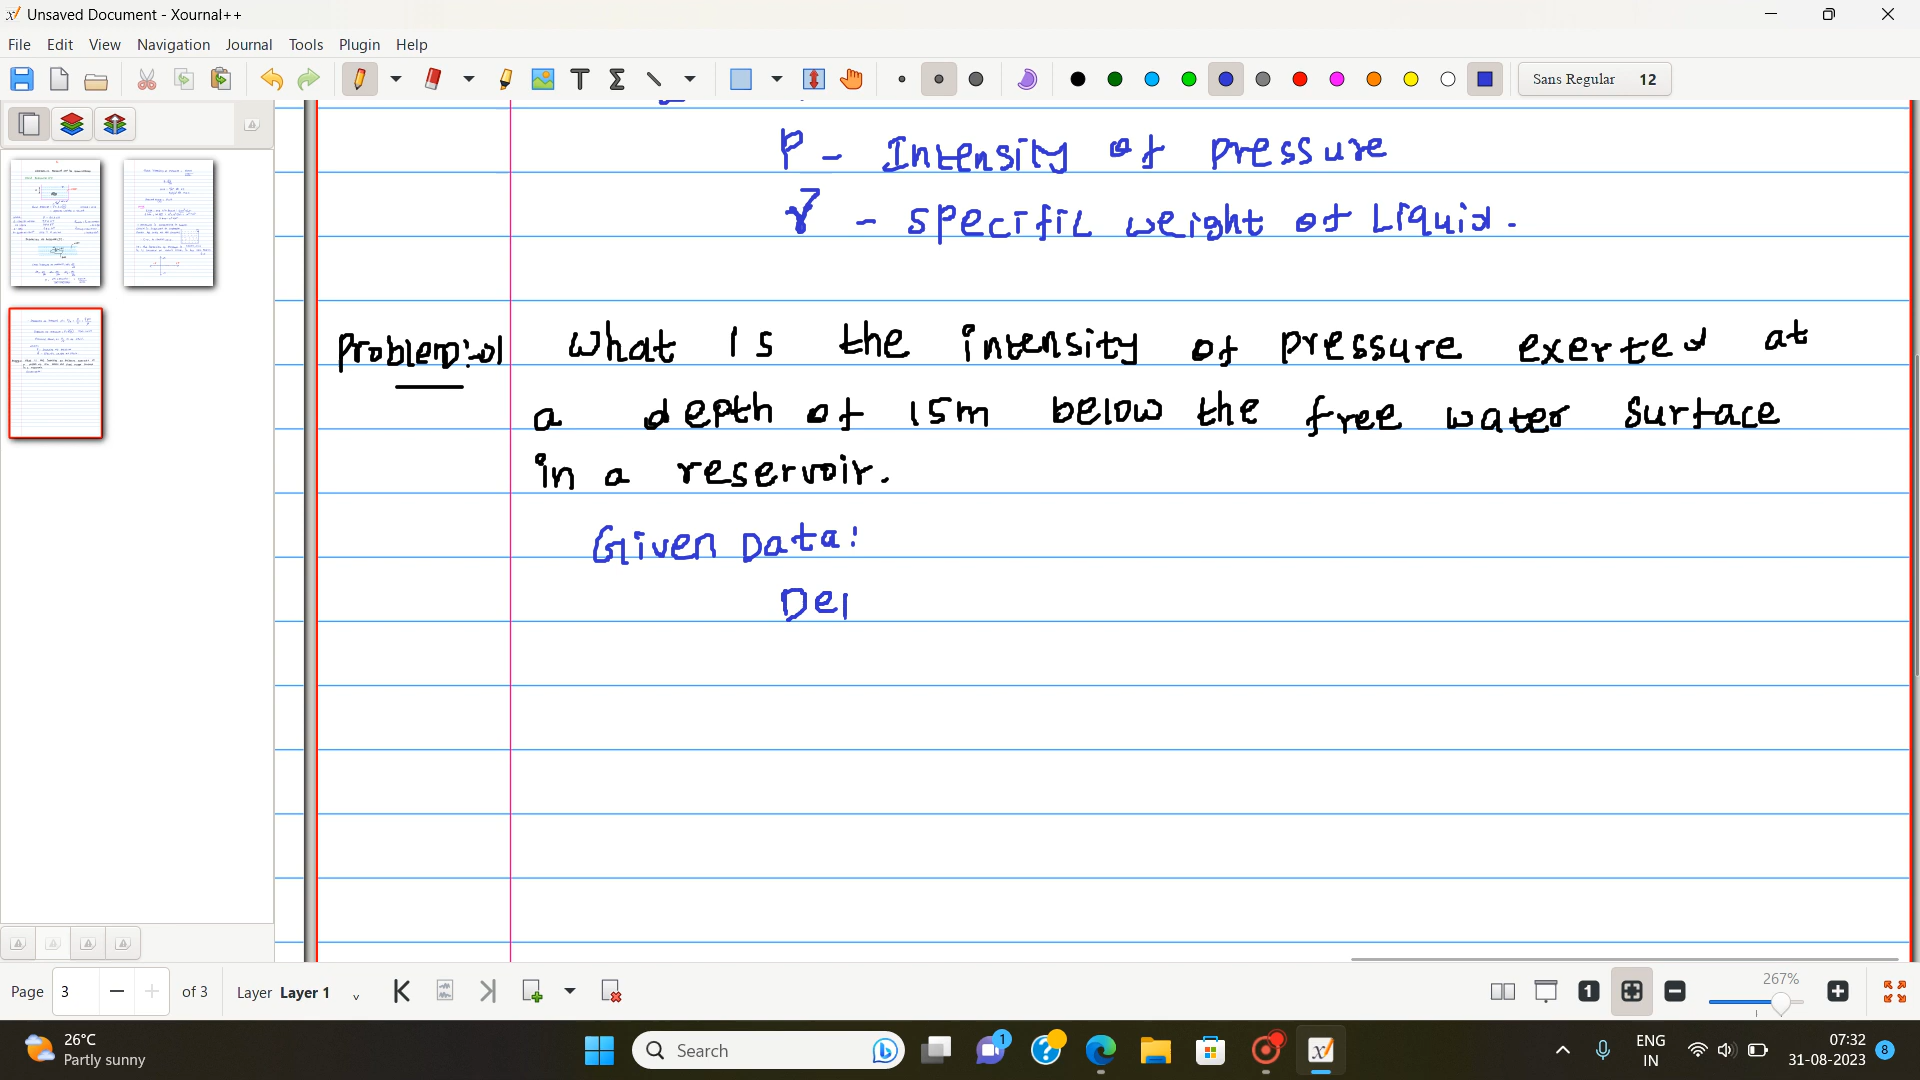 Unsaved Document - Xournal++
File Edit View Navigation Journal Tools Plugin Help
Sans Regular 12
P - Intensity of pressure
γ - specific weight of Liquid.
Problem:01 What is the intensity of pressure exerted at
a depth of 15m below the free water surface
in a reservoir.
Given Data:
Del
Page 3 of 3 Layer Layer 1
1
267%
26°C
Partly sunny
Search
1
ENG
IN
07:32
31-08-2023
8